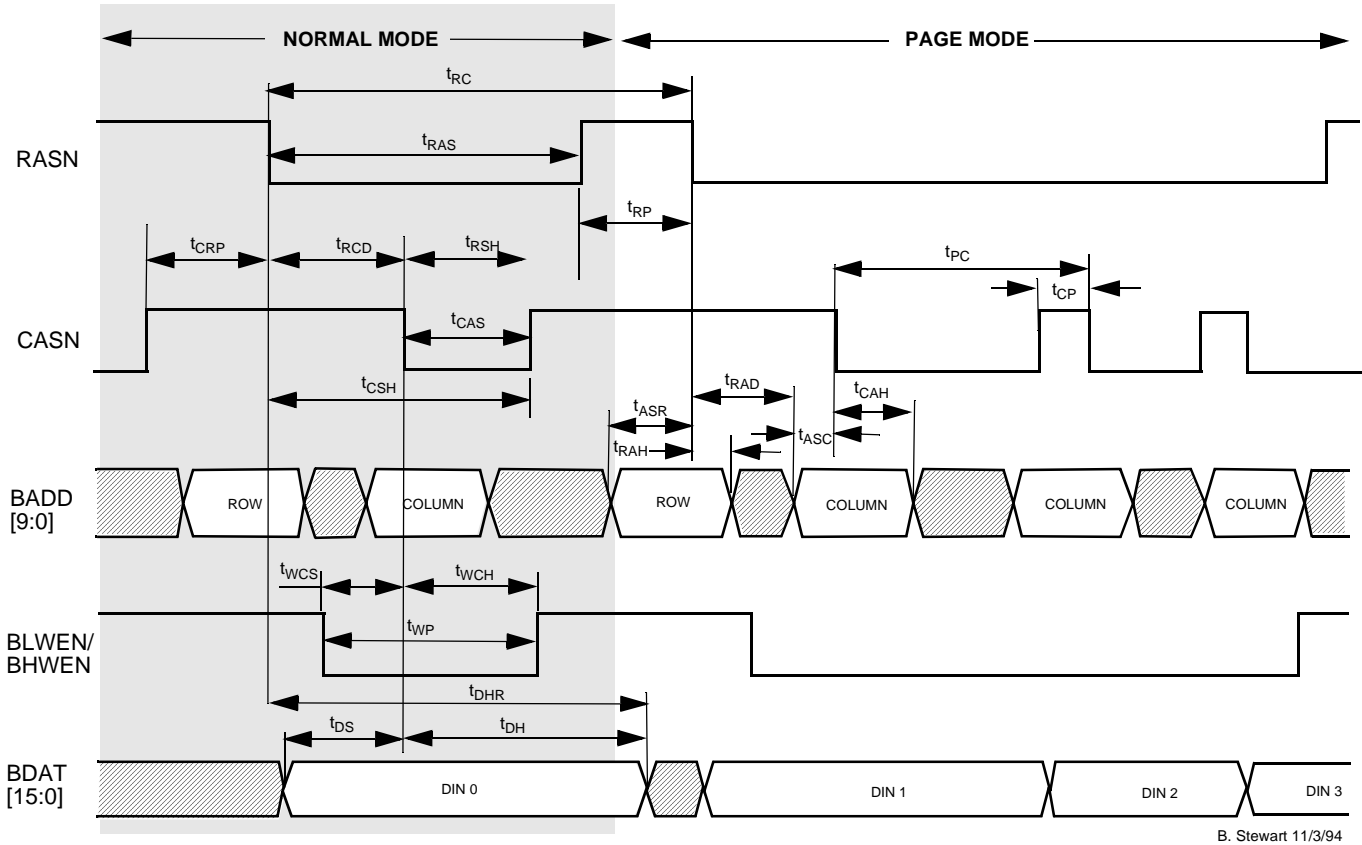 NORMAL MODE PAGE MODE
tRC
RASN
tRAS
tRP
tCRP tRCD tRSH
tPC
tCP
CASN
tCAS
tCSH
tRAD
tCAH
tASR
tASC
tRAH
BADD
[9:0]
ROW COLUMN ROW COLUMN COLUMN COLUMN
tWCS tWCH
BLWEN/
BHWEN
tWP
tDHR
tDS tDH
BDAT
[15:0]
DIN 0 DIN 1 DIN 2 DIN 3
B. Stewart 11/3/94